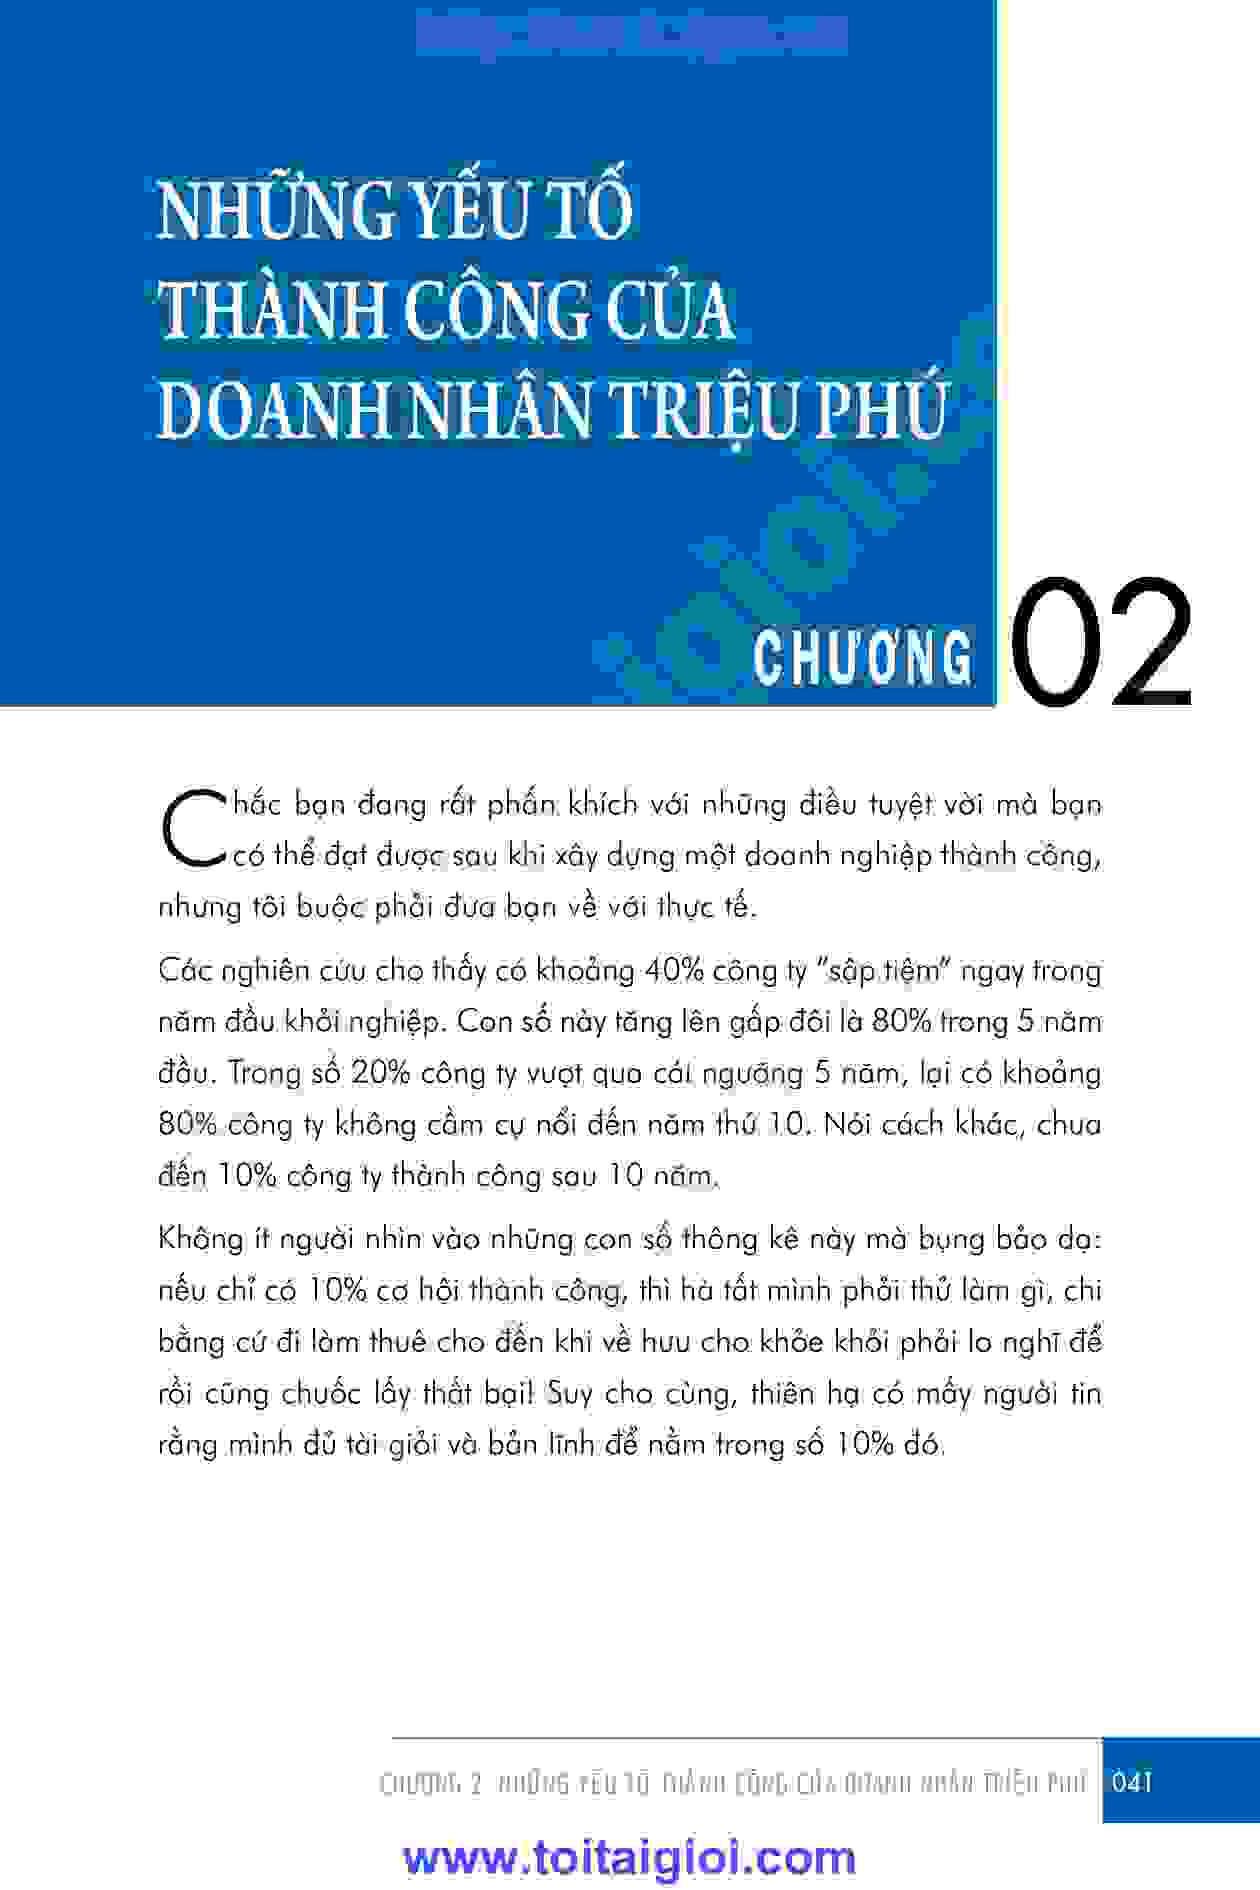 NHỮNG YẾU TỐ
THÀNH CÔNG CỦA
DOANH NHÂN TRIỆU PHÚ
CHƯƠNG 02
Chắc bạn đang rất phấn khích với những điều tuyệt vời mà bạn
có thể đạt được sau khi xây dựng một doanh nghiệp thành công,
nhưng tôi buộc phải đưa bạn về với thực tế.
Các nghiên cứu cho thấy có khoảng 40% công ty “sập tiệm” ngay trong
năm đầu khởi nghiệp. Con số này tăng lên gấp đôi là 80% trong 5 năm
đầu. Trong số 20% công ty vượt qua cái ngưỡng 5 năm, lại có khoảng
80% công ty không cầm cự nổi đến năm thứ 10. Nói cách khác, chưa
đến 10% công ty thành công sau 10 năm.
Không ít người nhìn vào những con số thông kê này mà bụng bảo dạ:
nếu chỉ có 10% cơ hội thành công, thì hà tất mình phải thử làm gì, chi
bằng cứ đi làm thuê cho đến khi về hưu cho khỏe khỏi phải lo nghĩ để
rồi cũng chuốc lấy thất bại! Suy cho cùng, thiên hạ có mấy người tin
rằng mình đủ tài giỏi và bản lĩnh để nằm trong số 10% đó.
CHƯƠNG 2 NHỮNG YẾU TỐ THÀNH CÔNG CỦA DOANH NHÂN TRIỆU PHÚ 041
www.toitaigioi.com